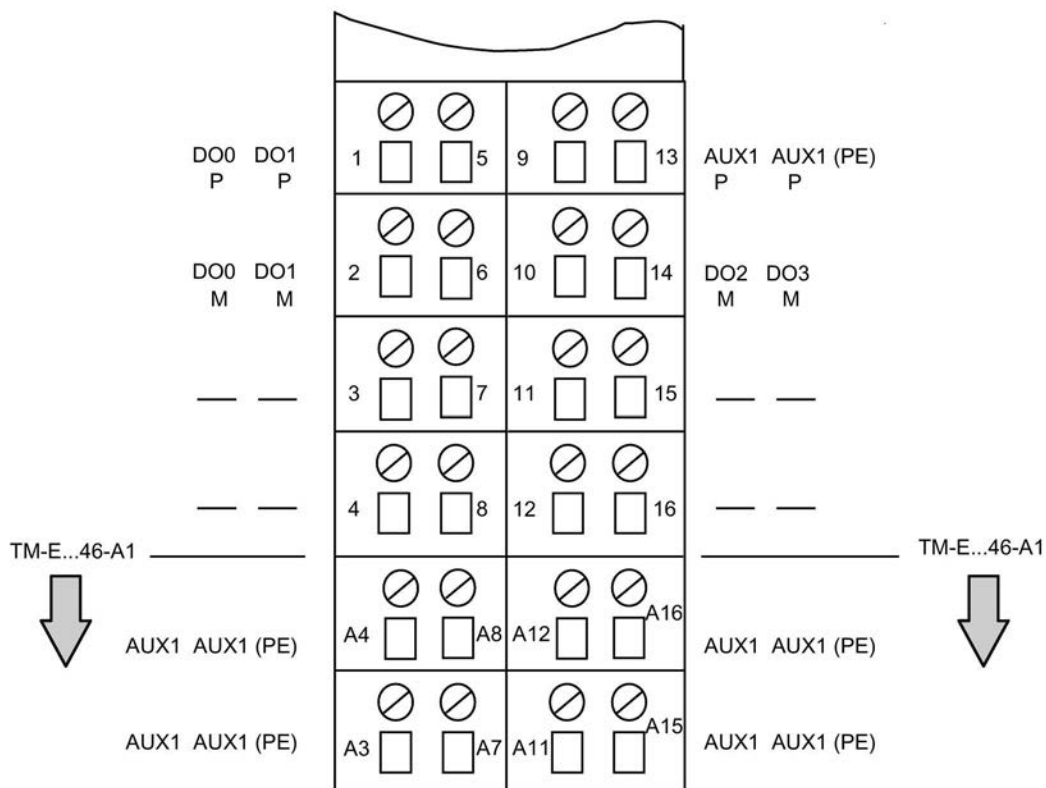 DO0 DO1 1 5 9 13 AUX1 AUX1 (PE)
P P P P
DO0 DO1 2 6 10 14 DO2 DO3
M M M M
3 7 11 15
4 8 12 16
TM-E...46-A1 TM-E...46-A1
A16
A4 A8 A12
AUX1 AUX1 (PE) AUX1 AUX1 (PE)
A15
AUX1 AUX1 (PE) A3 A7 A11 AUX1 AUX1 (PE)